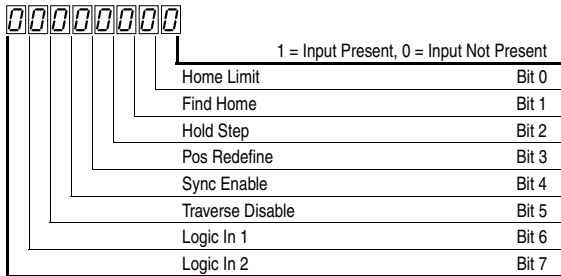 00000000
1 = Input Present, 0 = Input Not Present
Home Limit Bit 0
Find Home Bit 1
Hold Step Bit 2
Pos Redefine Bit 3
Sync Enable Bit 4
Traverse Disable Bit 5
Logic In 1 Bit 6
Logic In 2 Bit 7